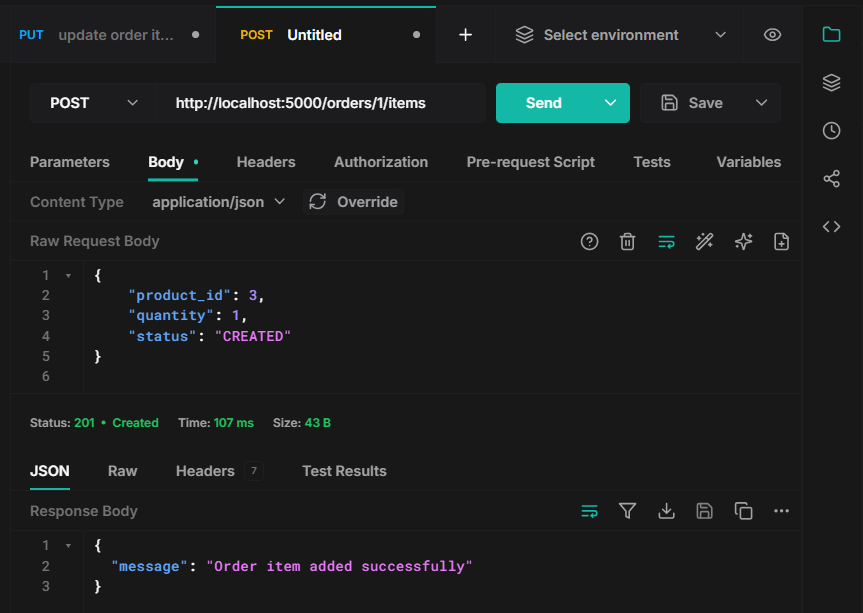 PUT update order it... POST Untitled + Select environment
POST http://localhost:5000/orders/1/items Send Save
Parameters Body Headers Authorization Pre-request Script Tests Variables
Content Type application/json Override
Raw Request Body
1 {
2 "product_id": 3,
3 "quantity": 1,
4 "status": "CREATED"
5 }
6
Status: 201 • Created Time: 107 ms Size: 43 B
JSON Raw Headers 7 Test Results
Response Body
1 {
2 "message": "Order item added successfully"
3 }